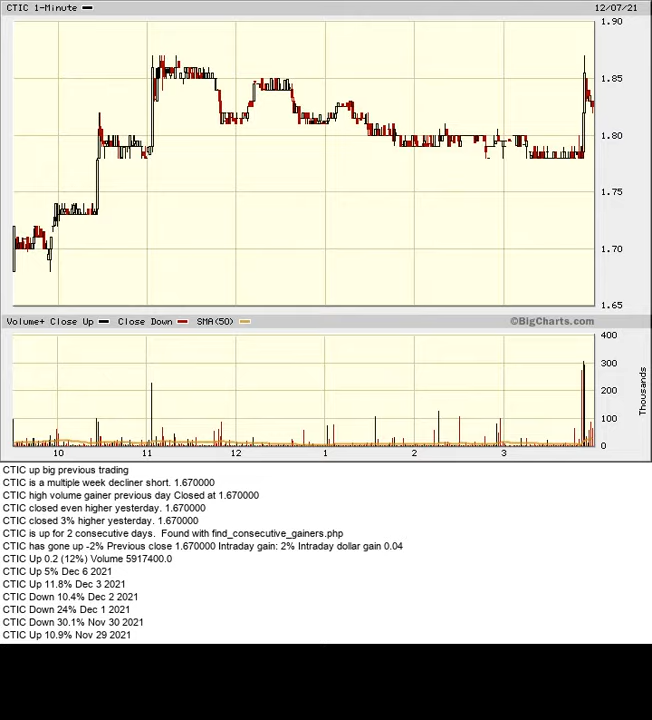 CTIC 1-Minute 12/07/21
1.90
1.85
1.80
1.75
1.70
1.65
Volume+ Close Up Close Down SMA(50) ©BigCharts.com
400
300
200
100
0
Thousands
10 11 12 1 2 3
CTIC up big previous trading
CTIC is a multiple week decliner short. 1.670000
CTIC high volume gainer previous day Closed at 1.670000
CTIC closed even higher yesterday. 1.670000
CTIC closed 3% higher yesterday. 1.670000
CTIC is up for 2 consecutive days. Found with find_consecutive_gainers.php
CTIC has gone up -2% Previous close 1.670000 Intraday gain: 2% Intraday dollar gain 0.04
CTIC Up 0.2 (12%) Volume 5917400.0
CTIC Up 5% Dec 6 2021
CTIC Up 11.8% Dec 3 2021
CTIC Down 10.4% Dec 2 2021
CTIC Down 24% Dec 1 2021
CTIC Down 30.1% Nov 30 2021
CTIC Up 10.9% Nov 29 2021